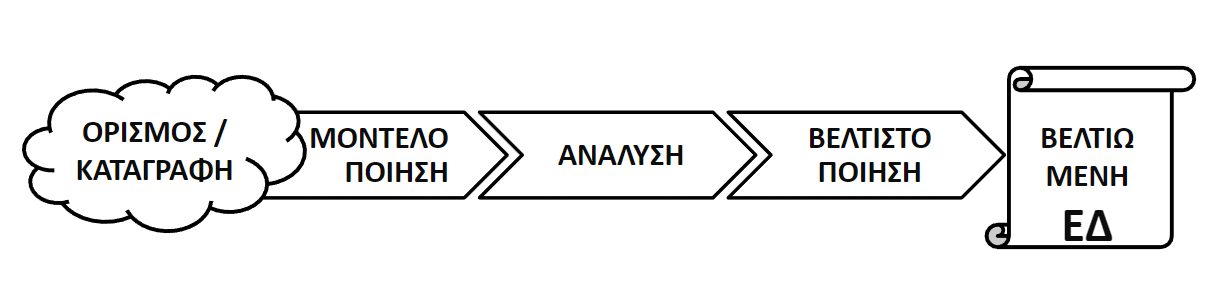 ΟΡΙΣΜΟΣ /
ΚΑΤΑΓΡΑΦΗ
ΜΟΝΤΕΛΟ
ΠΟΙΗΣΗ
ΑΝΑΛΥΣΗ
ΒΕΛΤΙΣΤΟ
ΠΟΙΗΣΗ
ΒΕΛΤΙΩ
ΜΕΝΗ
ΕΔ